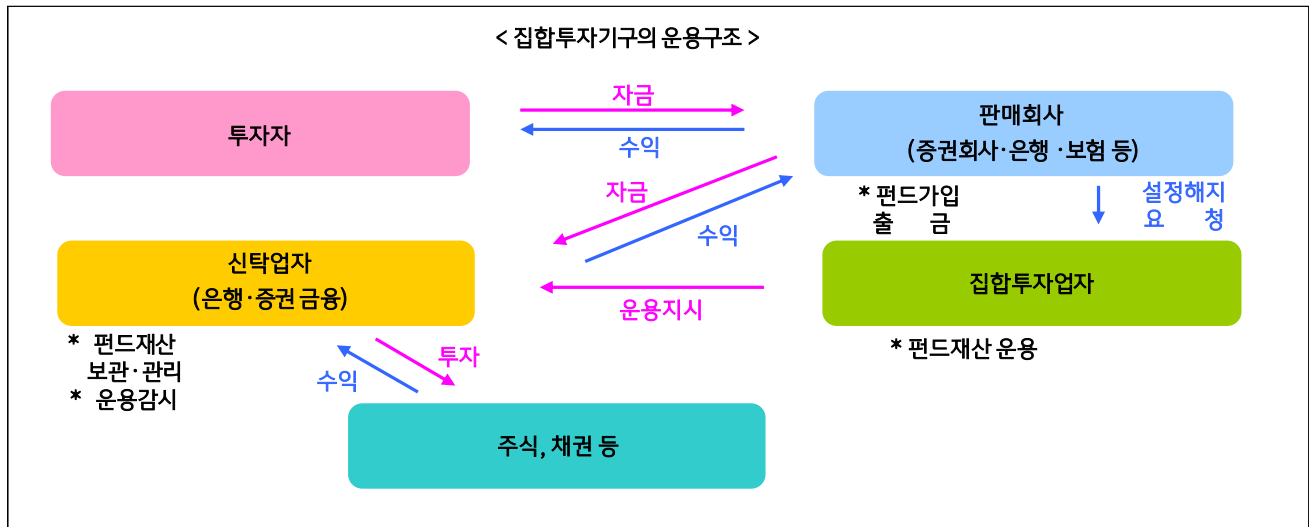 < 집합투자기구의 운용구조 >
투자자
자금
수익
판매회사
(증권회사·은행 ·보험 등)
자금
수익
* 펀드가입
출 금
설정해지
요 청
신탁업자
(은행·증권 금융)
운용지시
집합투자업자
* 펀드재산
보관·관리
* 운용감시
투자
수익
* 펀드재산 운용
주식, 채권 등